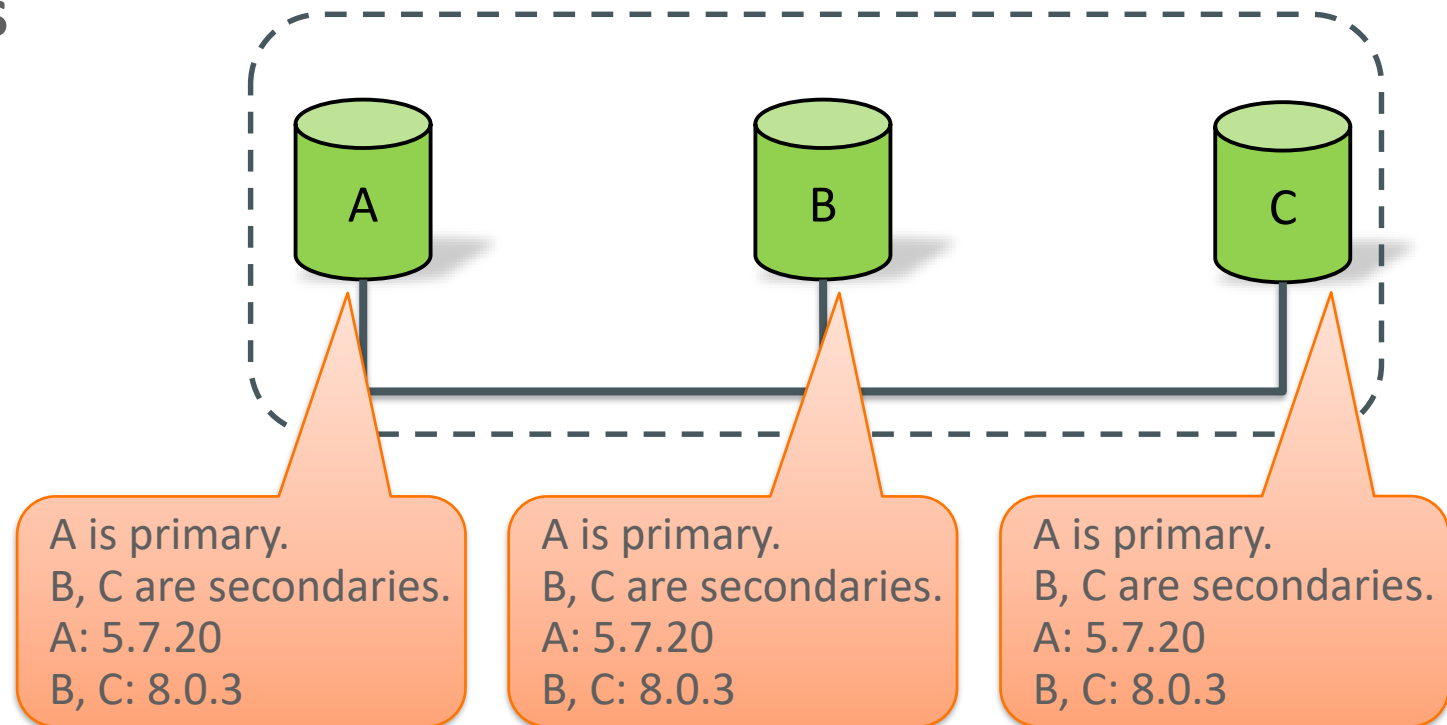 s
A
B
C
A is primary.
B, C are secondaries.
A: 5.7.20
B, C: 8.0.3
A is primary.
B, C are secondaries.
A: 5.7.20
B, C: 8.0.3
A is primary.
B, C are secondaries.
A: 5.7.20
B, C: 8.0.3